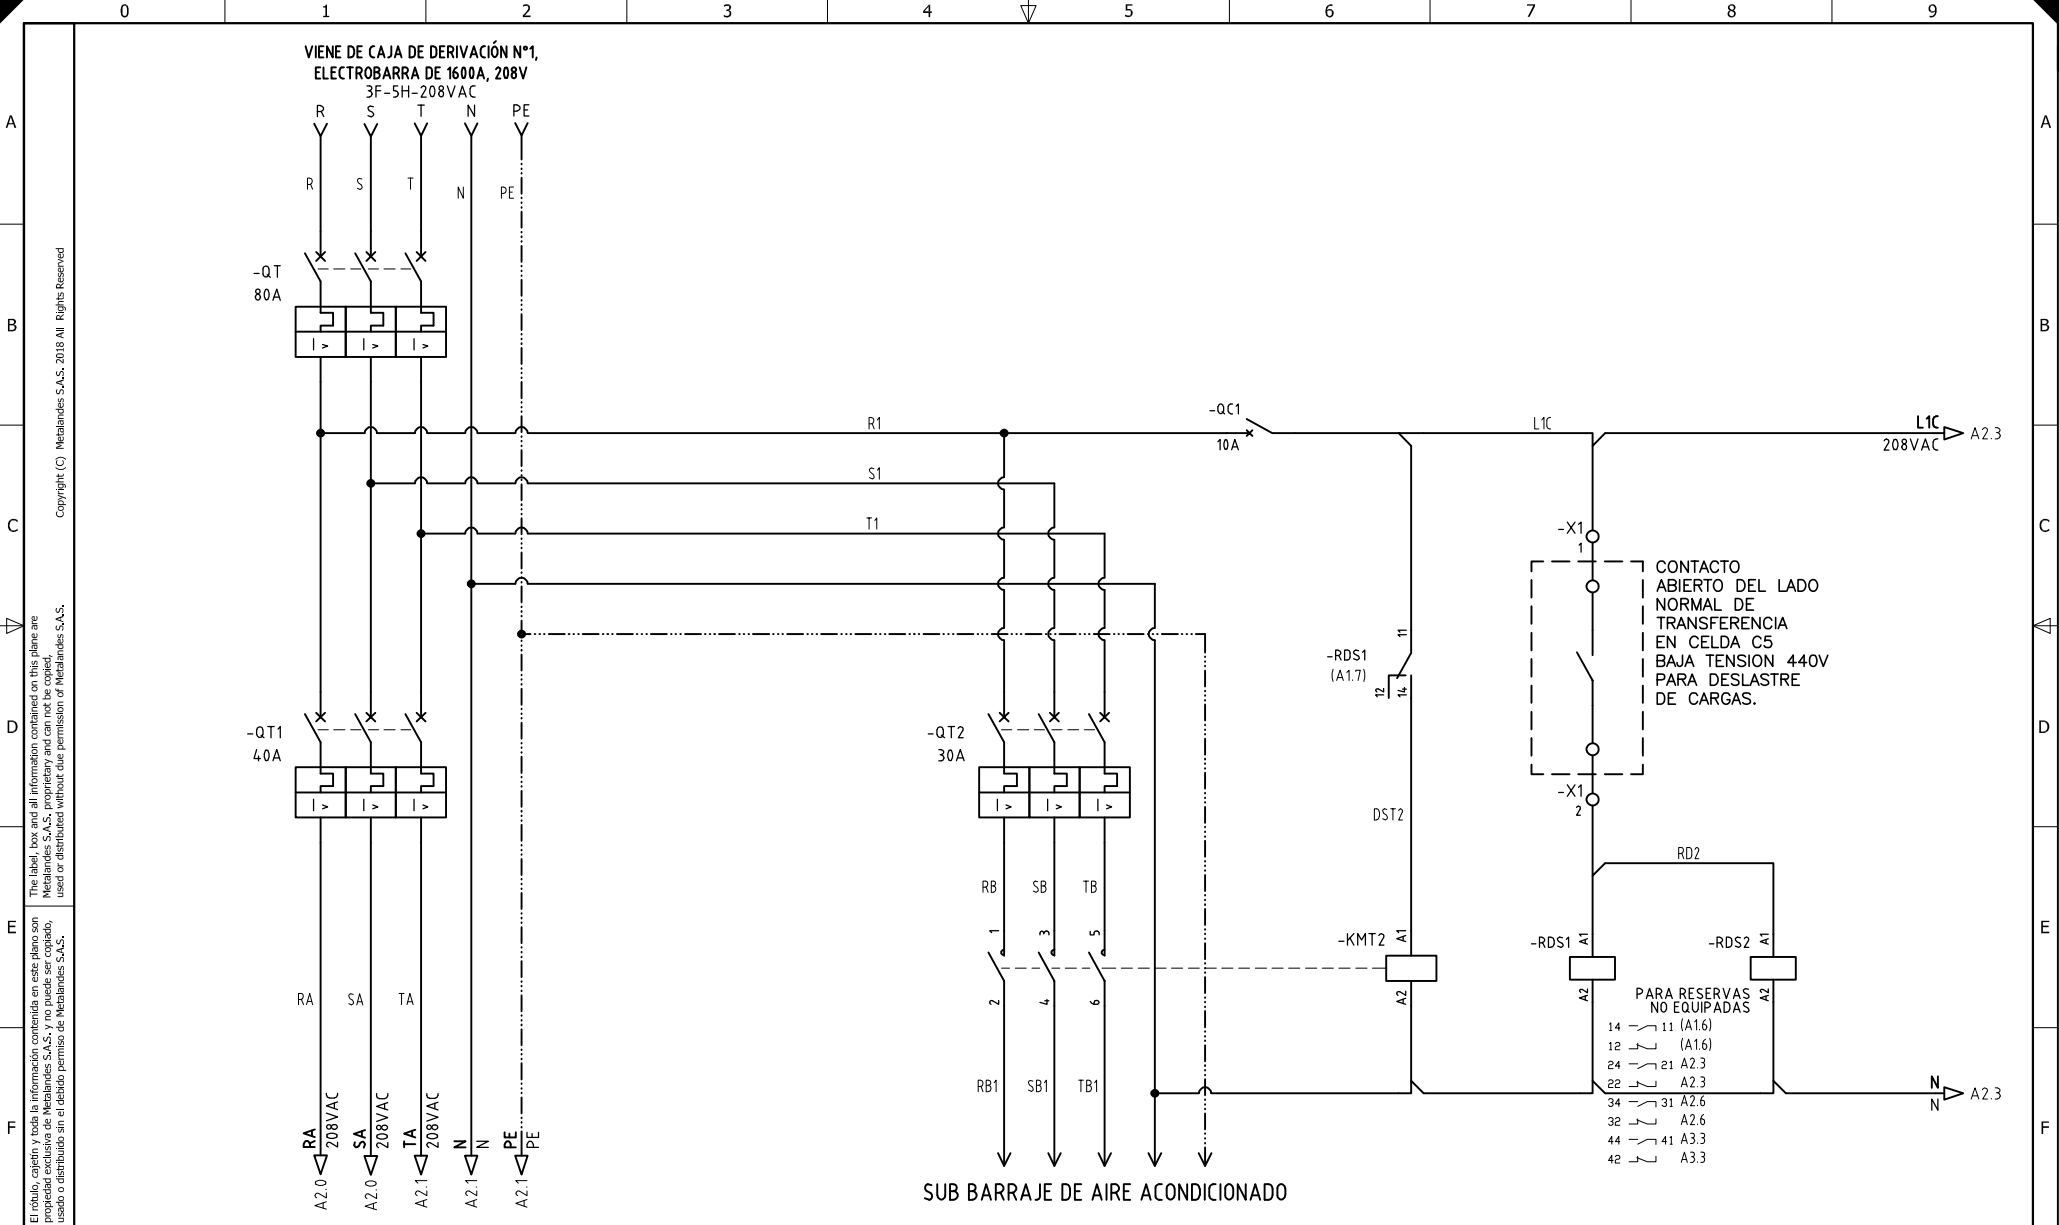 0 1 2 3 4 5 6 7 8 9
VIENE DE CAJA DE DERIVACIÓN N°1,
ELECTROBARRA DE 1600A, 208V
3F-5H-208VAC
R S T N PE
A A
R S T N PE
-QT
80A
B B
I > I > I >
R1
-QC1
10A
L1C
L1C
208VAC
A2.3
S1
T1
C C
-X1
1
CONTACTO
ABIERTO DEL LADO
NORMAL DE
TRANSFERENCIA
EN CELDA C5
BAJA TENSION 440V
PARA DESLASTRE
DE CARGAS.
11
-RDS1
(A1.7)
12 14
-X1
2
D D
-QT1
40A
I > I > I >
-QT2
30A
I > I > I >
DST2
RD2
RB SB TB
E E
1 3 5
-KMT2 A1
-RDS1 A1
-RDS2 A1
2 4 6
A2 A2 A2
RA SA TA
PARA RESERVAS
NO EQUIPADAS
14 11 (A1.6)
12 (A1.6)
24 21 A2.3
22 A2.3
34 31 A2.6
32 A2.6
44 41 A3.3
42 A3.3
RB1 SB1 TB1
N
N
A2.3
F F
RA
208VAC
SA
208VAC
TA
208VAC
N
N
PE
PE
A2.0 A2.0 A2.1 A2.1 A2.1
SUB BARRAJE DE AIRE ACONDICIONADO
Copyright (C) Metalandes S.A.S. 2018 All Rights Reserved
The label, box and all information contained on this plane are
Metalandes S.A.S. proprietary and can not be copied,
used or distributed without due permission of Metalandes S.A.S.
El rótulo, cajetín y toda la información contenida en este plano son
propiedad exclusiva de Metalandes S.A.S. y no puede ser copiado,
usado o distribuido sin el debido permiso de Metalandes S.A.S.